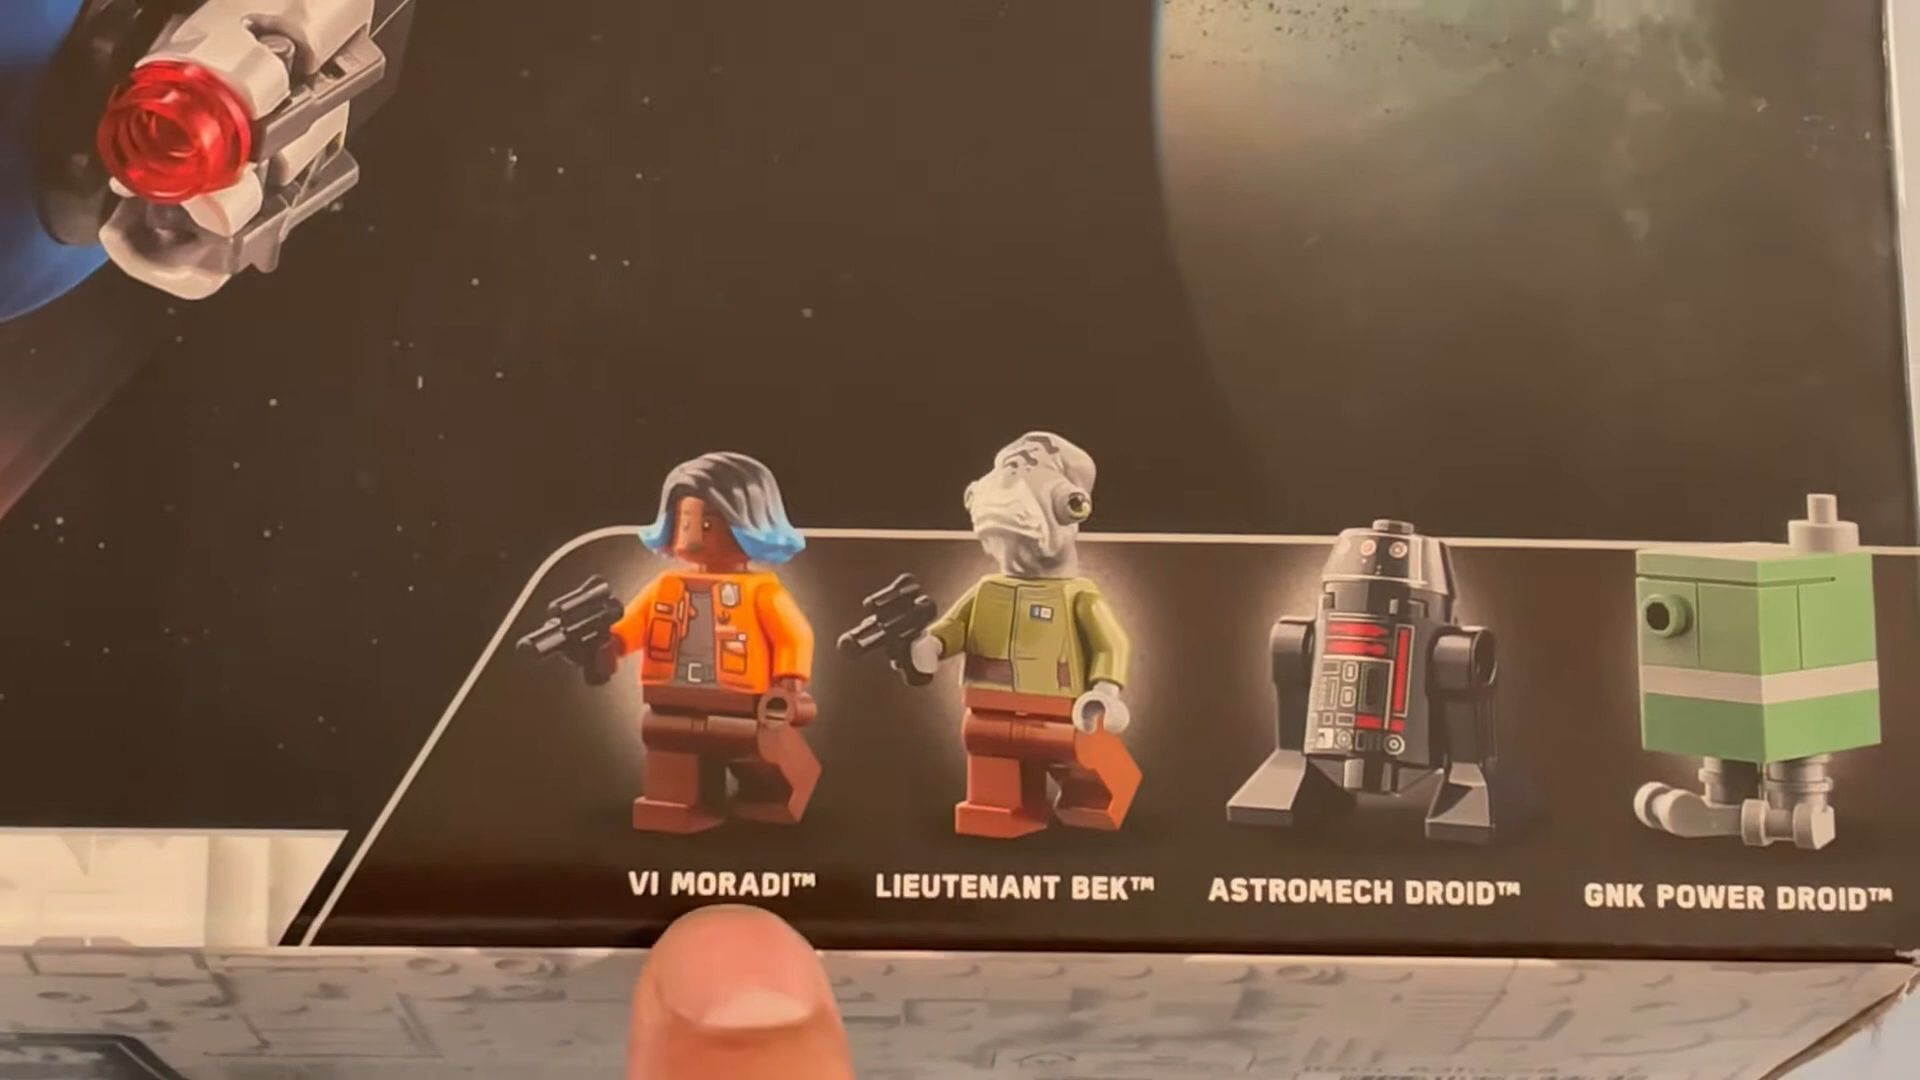 VI MORADI™
LIEUTENANT BEK™
ASTROMECH DROID™
GNK POWER DROID™